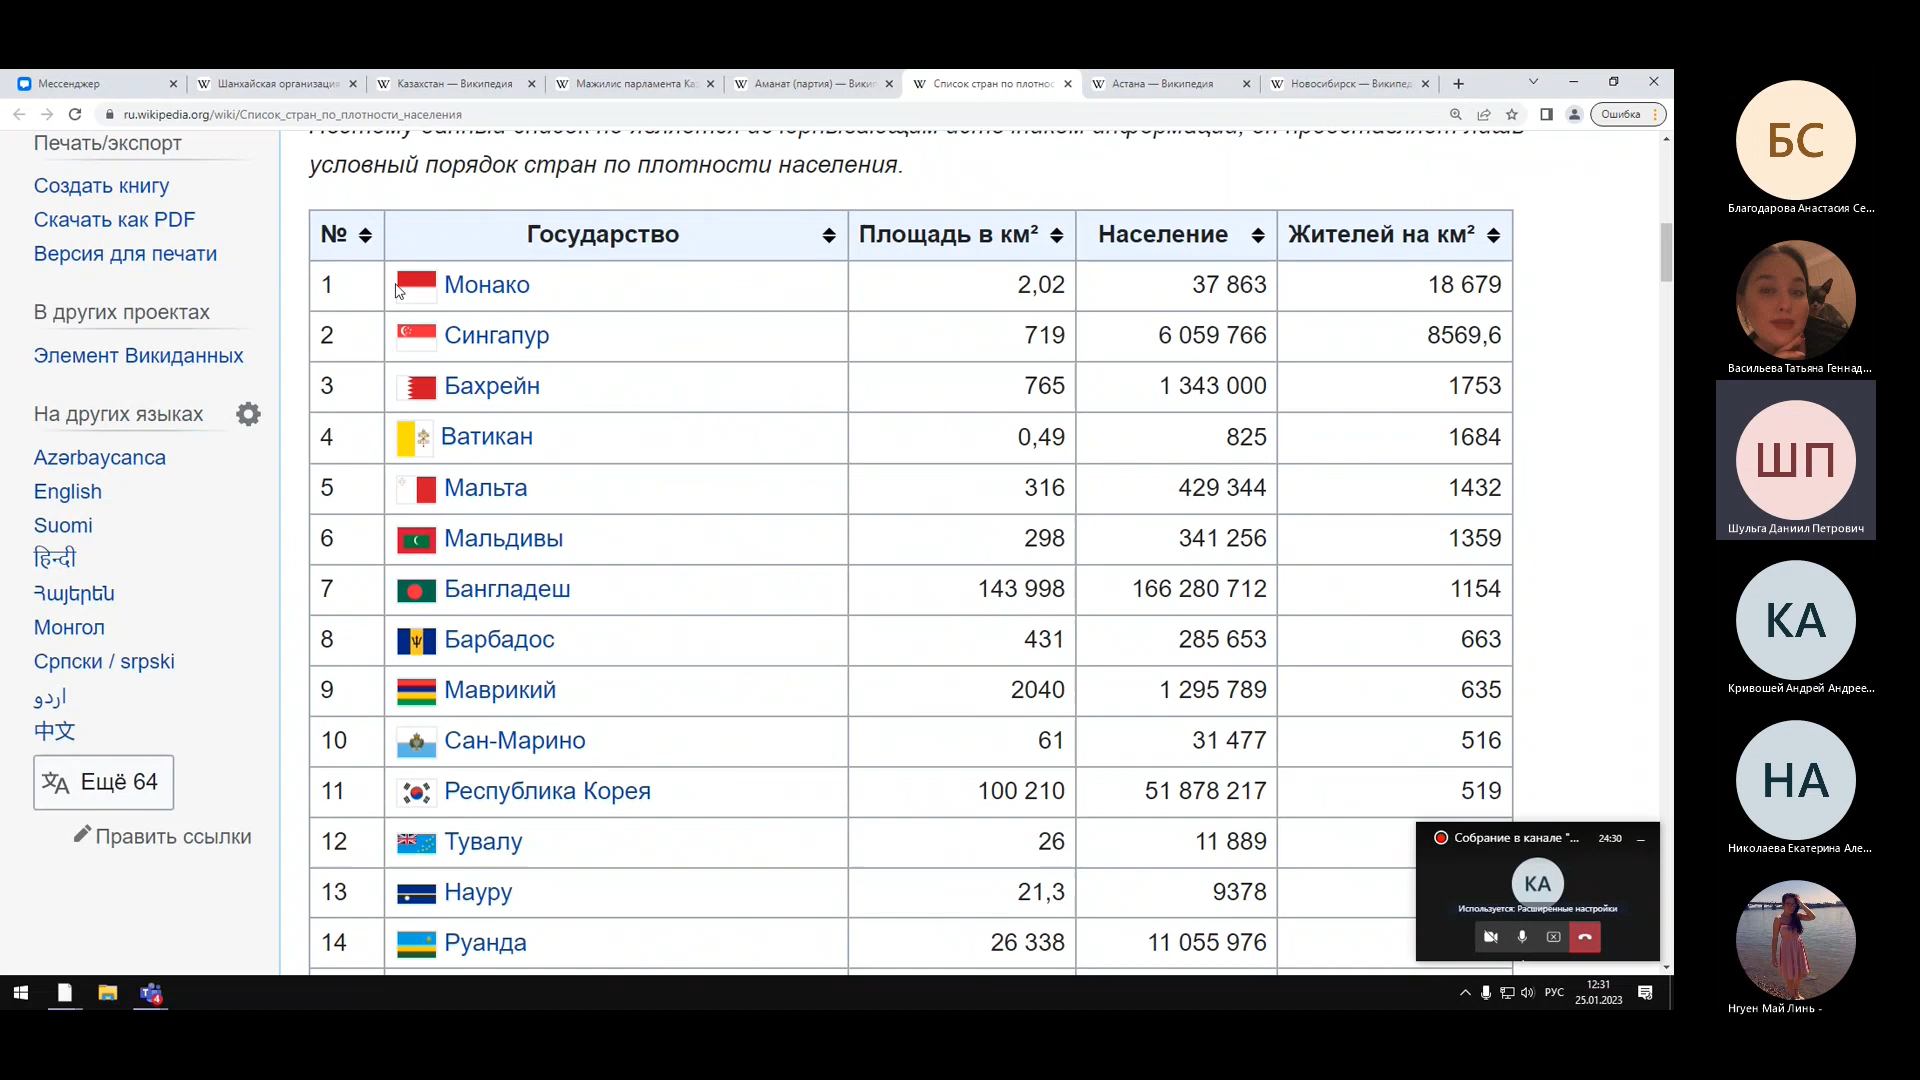 Мессенджер
Шанхайская организация
Казахстан — Википедия
Мажилис парламента Ка
Аманат (партия) — Вики
Список стран по плотнос
Астана — Википедия
Новосибирск — Википед
ru.wikipedia.org/wiki/Список_стран_по_плотности_населения
Ошибка
Печать/экспорт
Создать книгу
Скачать как PDF
Версия для печати
В других проектах
Элемент Викиданных
На других языках
Azərbaycanca
English
Suomi
हिन्दी
Հայերեն
Монгол
Српски / srpski
اردو
中文
Ещё 64
Править ссылки
условный порядок стран по плотности населения.
№ Государство Площадь в км² Население Жителей на км²
1 Монако 2,02 37 863 18 679
2 Сингапур 719 6 059 766 8569,6
3 Бахрейн 765 1 343 000 1753
4 Ватикан 0,49 825 1684
5 Мальта 316 429 344 1432
6 Мальдивы 298 341 256 1359
7 Бангладеш 143 998 166 280 712 1154
8 Барбадос 431 285 653 663
9 Маврикий 2040 1 295 789 635
10 Сан-Марино 61 31 477 516
11 Республика Корея 100 210 51 878 217 519
12 Тувалу 26 11 889
13 Науру 21,3 9378
14 Руанда 26 338 11 055 976
Собрание в канале "... 24:30
КА
Используется: Расширенные настройки
РУС
12:31
25.01.2023
БС
Благодарова Анастасия Се...
Васильева Татьяна Геннад...
ШП
Шульга Даниил Петрович
КА
Кривошей Андрей Андрее...
НА
Николаева Екатерина Але...
Нгуен Май Линь -